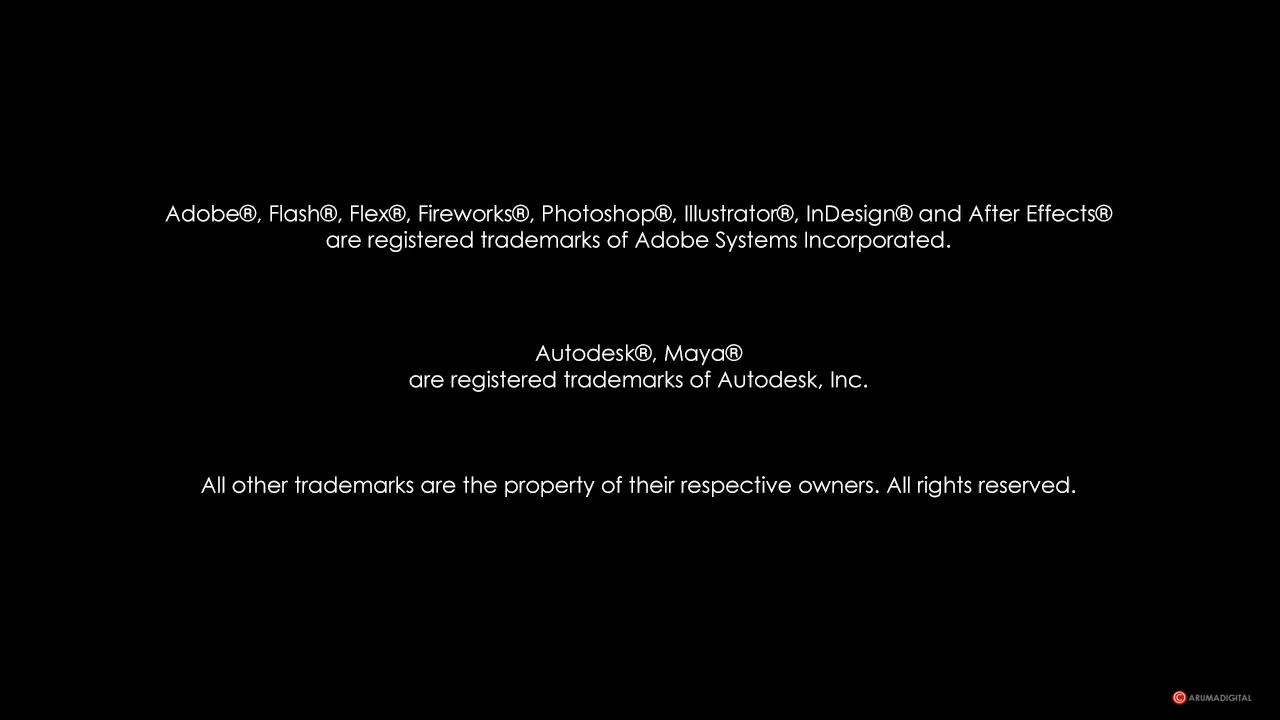 Adobe®, Flash®, Flex®, Fireworks®, Photoshop®, Illustrator®, InDesign® and After Effects®
are registered trademarks of Adobe Systems Incorporated.
Autodesk®, Maya®
are registered trademarks of Autodesk, Inc.
All other trademarks are the property of their respective owners. All rights reserved.
© ARUMADIGITAL